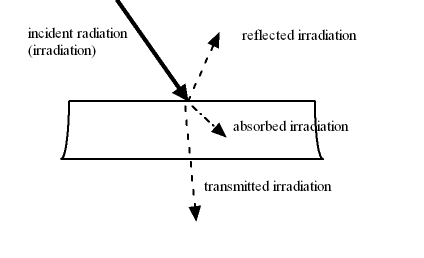 incident radiation
(irradiation)
reflected irradiation
absorbed irradiation
transmitted irradiation